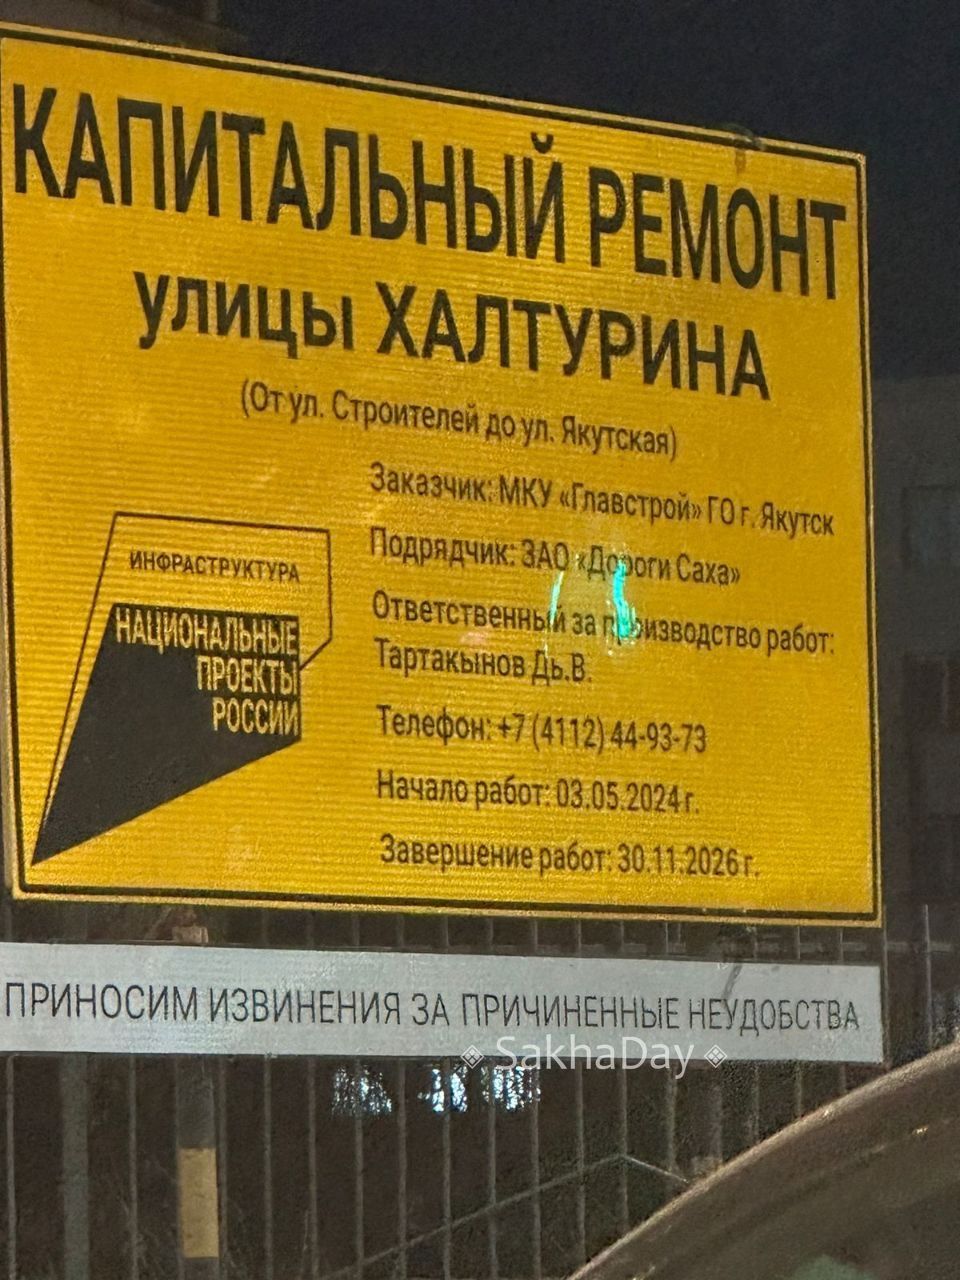 КАПИТАЛЬНЫЙ РЕМОНТ
улицы ХАЛТУРИНА
(От ул. Строителей до ул. Якутская)
Заказчик: МКУ «Главстрой» ГО г. Якутск
Подрядчик: ЗАО «Дороги Саха»
Ответственный за производство работ:
Тартакынов Дь.В.
Телефон: +7 (4112) 44-93-73
Начало работ: 03.05.2024 г.
Завершение работ: 30.11.2026 г.
ИНФРАСТРУКТУРА
НАЦИОНАЛЬНЫЕ
ПРОЕКТЫ
РОССИИ
ПРИНОСИМ ИЗВИНЕНИЯ ЗА ПРИЧИНЕННЫЕ НЕУДОБСТВА
SakhaDay